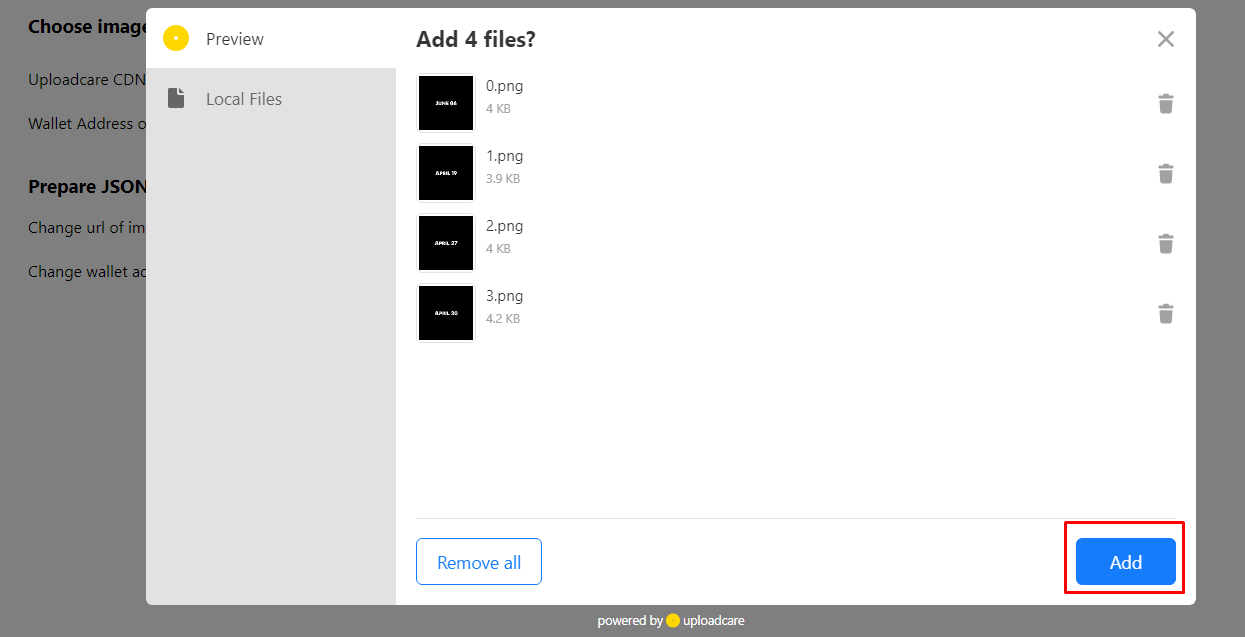 Choose image
Uploadcare CDN
Wallet Address o
Prepare JSON
Change url of im
Change wallet ac
Preview
Local Files
Add 4 files?
JUNE 06
0.png
4 KB
APRIL 19
1.png
3.9 KB
APRIL 27
2.png
4 KB
APRIL 30
3.png
4.2 KB
Remove all
Add
powered by uploadcare